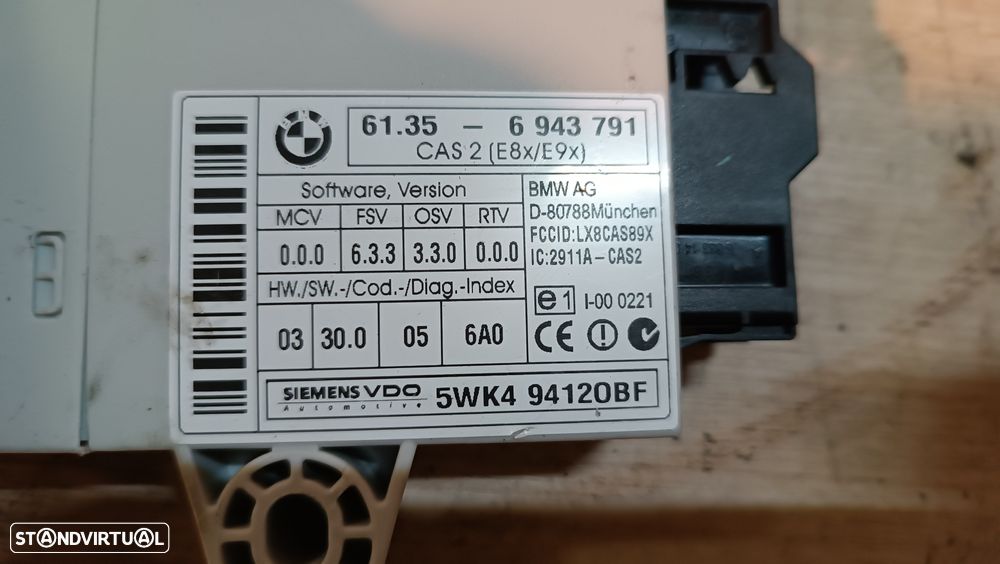 BMW
61.35 - 6 943 791
CAS 2 (E8x/E9x)
Software, Version
MCV FSV OSV RTV
0.0.0 6.3.3 3.3.0 0.0.0
HW./SW.-/Cod.-/Diag.-Index
03 30.0 05 6A0
BMW AG
D-80788München
FCCID:LX8CAS89X
IC:2911A-CAS2
e1 I-00 0221
CE
SIEMENS VDO
Automotive
5WK4 94120BF
STANDVIRTUAL